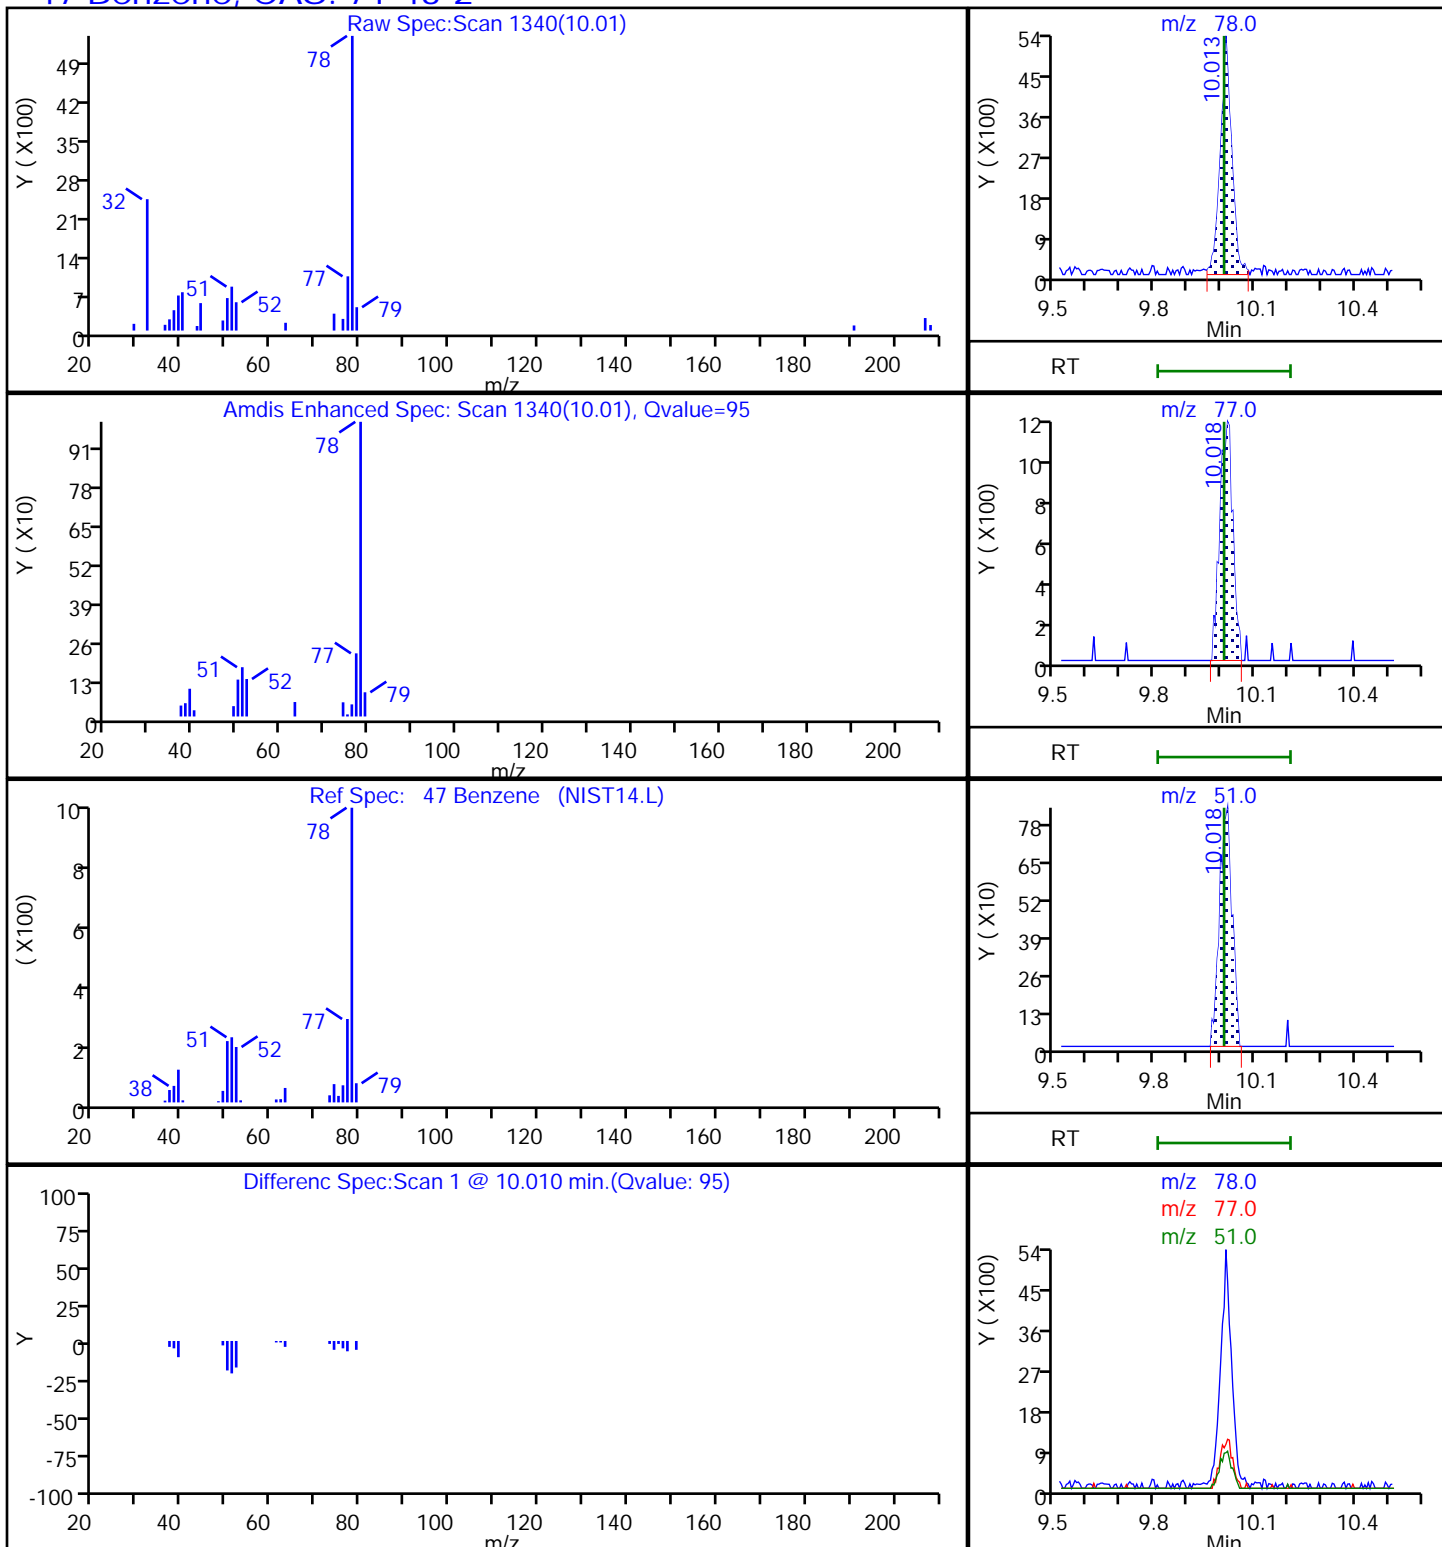 47 Benzene, CAS: 71-43-2
Raw Spec:Scan 1340(10.01)
78
49
42
35
28
21
14
7
0
Y ( X100)
32
51
52
77
79
20 40 60 80 100 120 140 160 180 200
m/z
m/z 78.0
10.013
54
45
36
27
18
9
0
Y ( X100)
9.5 9.8 10.1 10.4
Min
RT
Amdis Enhanced Spec: Scan 1340(10.01), Qvalue=95
78
91
78
65
52
39
26
13
0
Y ( X10)
51
52
77
79
20 40 60 80 100 120 140 160 180 200
m/z
m/z 77.0
10.018
12
10
8
6
4
2
0
Y ( X100)
9.5 9.8 10.1 10.4
Min
RT
Ref Spec: 47 Benzene (NIST14.L)
78
10
8
6
4
2
0
( X100)
38
51
52
77
79
20 40 60 80 100 120 140 160 180 200
m/z
m/z 51.0
10.018
78
65
52
39
26
13
0
Y ( X10)
9.5 9.8 10.1 10.4
Min
RT
Differenc Spec:Scan 1 @ 10.010 min.(Qvalue: 95)
100
75
50
25
0
-25
-50
-75
-100
Y
20 40 60 80 100 120 140 160 180 200
m/z
m/z 78.0
m/z 77.0
m/z 51.0
54
45
36
27
18
9
0
Y ( X100)
9.5 9.8 10.1 10.4
Min